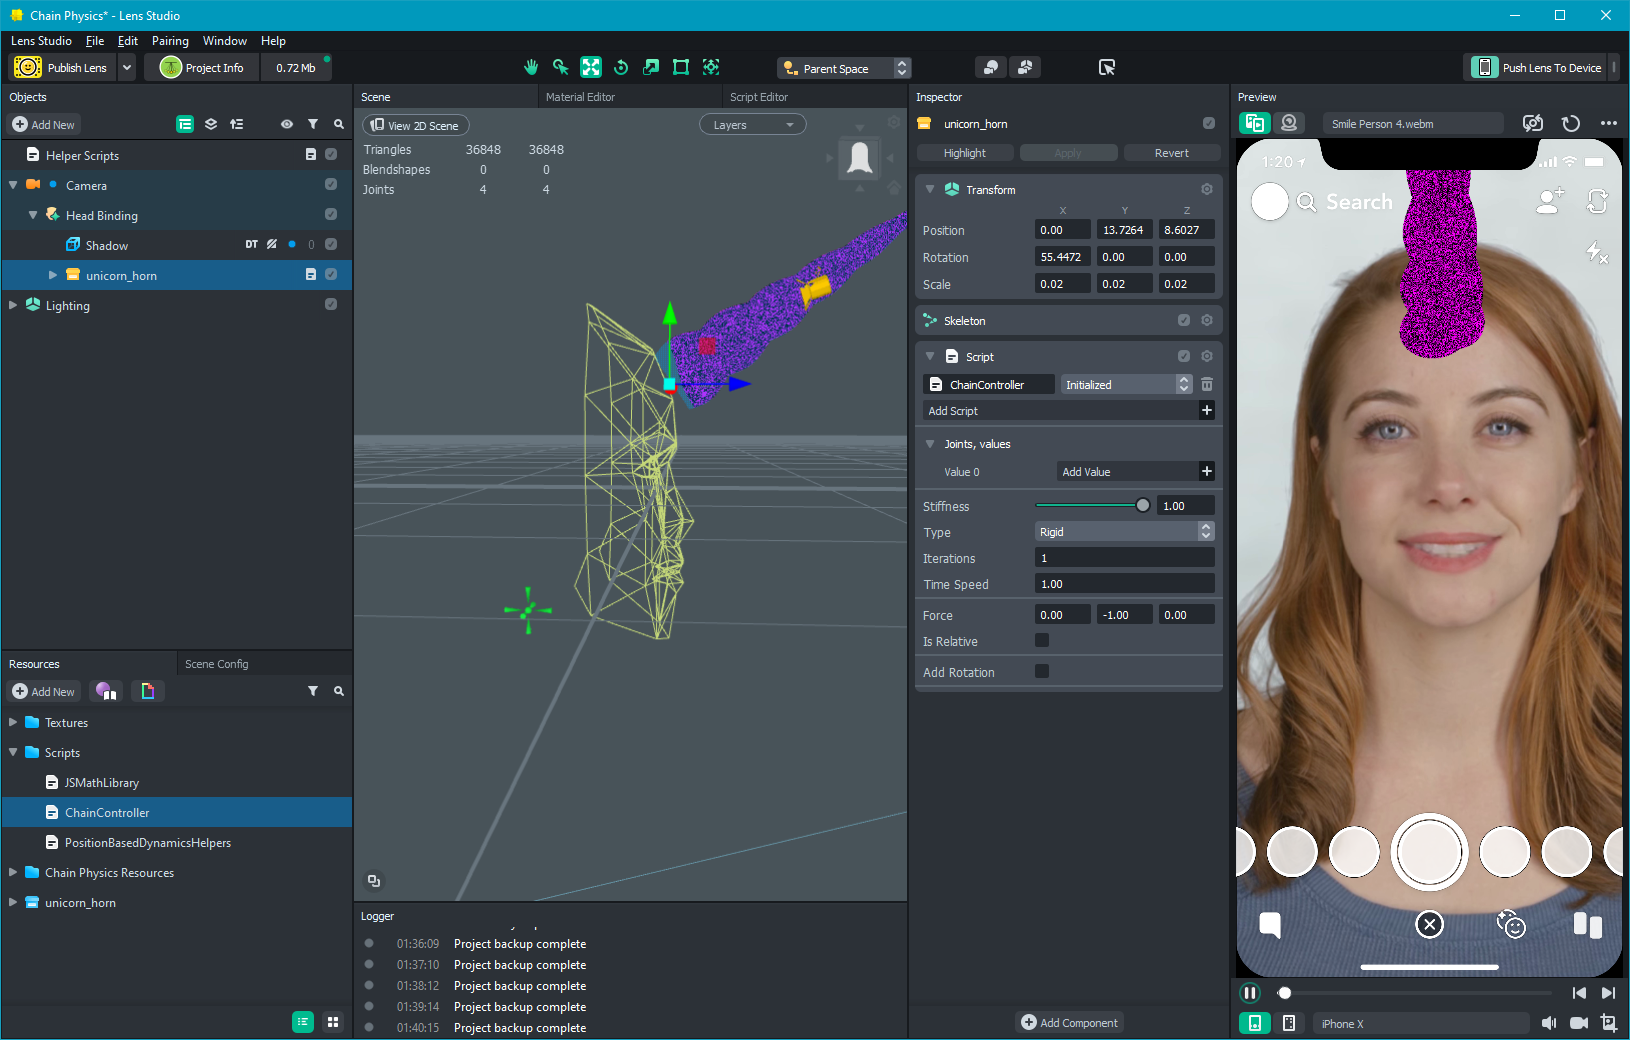 Chain Physics* - Lens Studio
Lens Studio File Edit Pairing Window Help
Publish Lens Project Info 0.72 Mb Parent Space Push Lens To Device
Objects
Add New
Helper Scripts
Camera
Head Binding
Shadow DT 0
unicorn_horn
Lighting
Resources Scene Config
Add New
Textures
Scripts
JSMathLibrary
ChainController
PositionBasedDynamicsHelpers
Chain Physics Resources
unicorn_horn
Scene Material Editor Script Editor
View 2D Scene Layers
Triangles 36848 36848
Blendshapes 0 0
Joints 4 4
Logger
01:36:09 Project backup complete
01:37:10 Project backup complete
01:38:12 Project backup complete
01:39:14 Project backup complete
01:40:15 Project backup complete
Inspector
unicorn_horn
Highlight Apply Revert
Transform
X Y Z
Position 0.00 13.7264 8.6027
Rotation 55.4472 0.00 0.00
Scale 0.02 0.02 0.02
Skeleton
Script
ChainController Initialized
Add Script
Joints, values
Value 0 Add Value
Stiffness 1.00
Type Rigid
Iterations 1
Time Speed 1.00
Force 0.00 -1.00 0.00
Is Relative
Add Rotation
Add Component
Preview
Smile Person 4.webm
1:20
Search
iPhone X